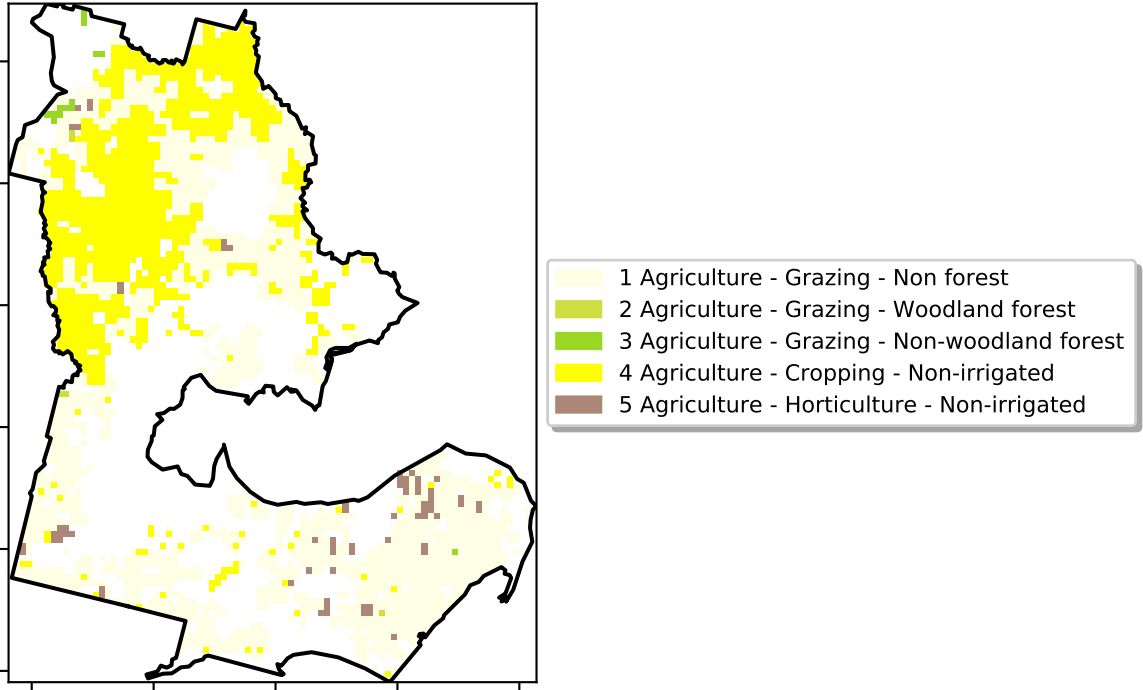 1 Agriculture - Grazing - Non forest
2 Agriculture - Grazing - Woodland forest
3 Agriculture - Grazing - Non-woodland forest
4 Agriculture - Cropping - Non-irrigated
5 Agriculture - Horticulture - Non-irrigated